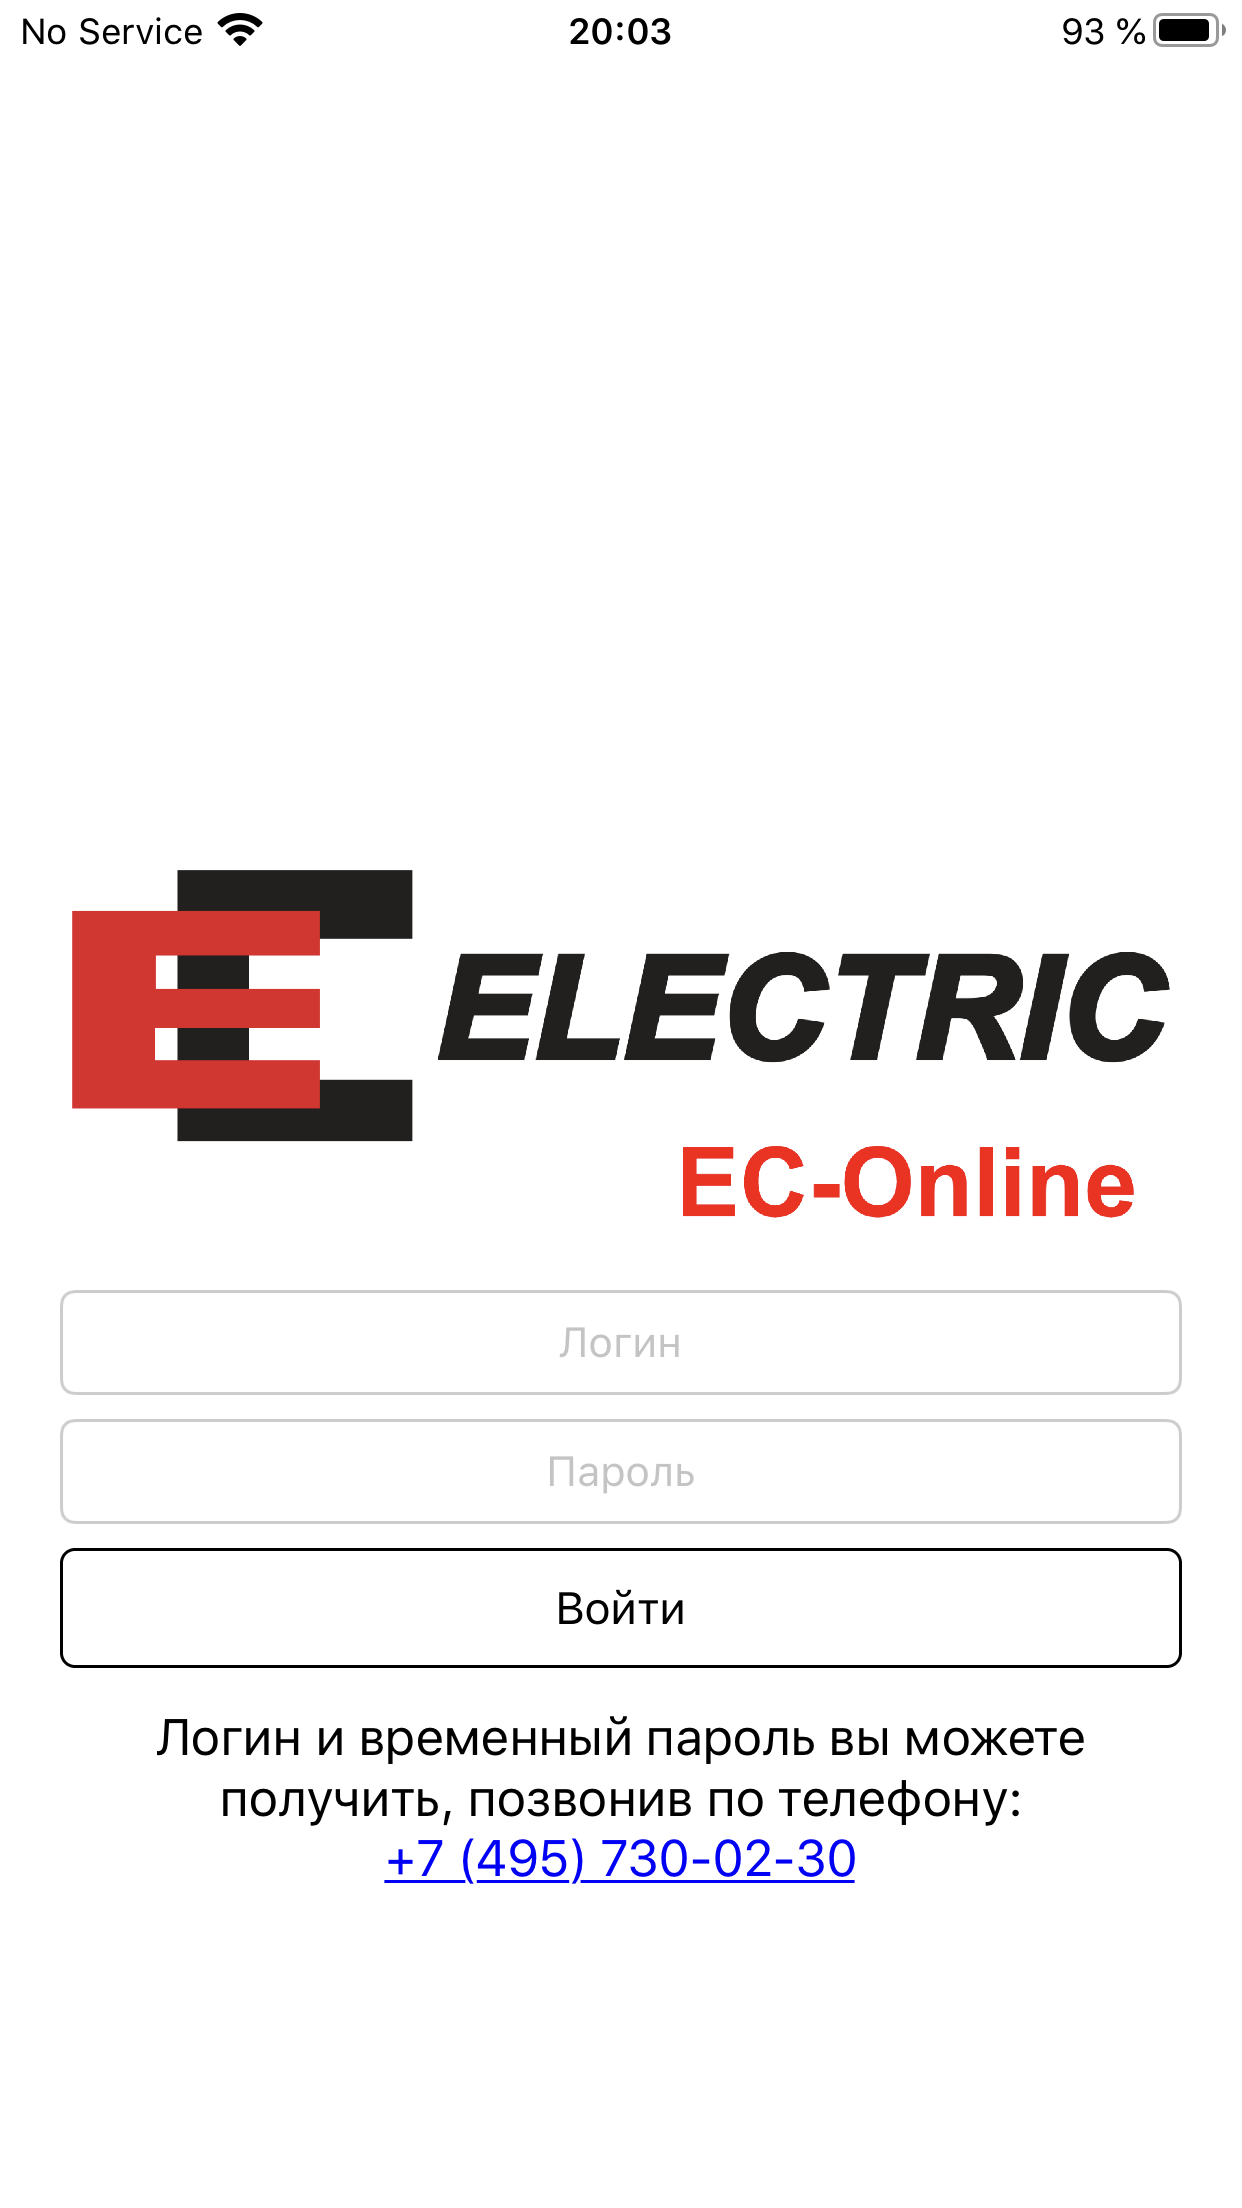 No Service 20:03 93 %
EC ELECTRIC
EC-Online
Логин
Пароль
Войти
Логин и временный пароль вы можете
получить, позвонив по телефону:
+7 (495) 730-02-30